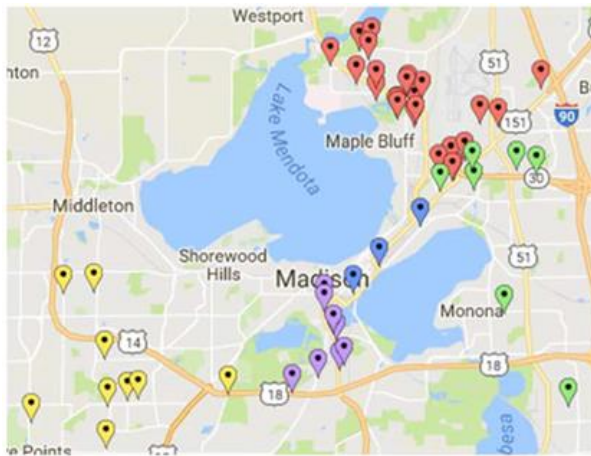 Westport
12
nton
51
Lake Mendota
151
90
Maple Bluff
30
Middleton
Shorewood
Hills
Madison
51
Monona
14
18
18
e Points
besa